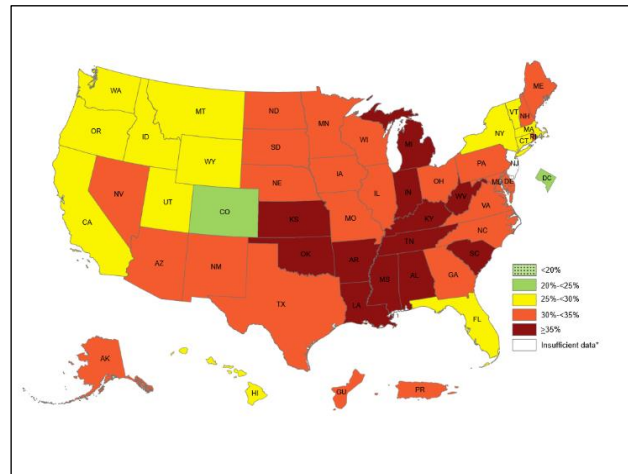 WA
MT
ND
MN
ME
OR
ID
WY
SD
WI
MI
VT
NH
NY
MA
CT
RI
NV
UT
CO
NE
IA
IL
IN
OH
PA
NJ
MD
DE
DC
CA
AZ
NM
KS
MO
KY
WV
VA
OK
AR
TN
NC
SC
TX
LA
MS
AL
GA
FL
AK
HI
GU
PR
<20%
20%-<25%
25%-<30%
30%-<35%
≥35%
Insufficient data*